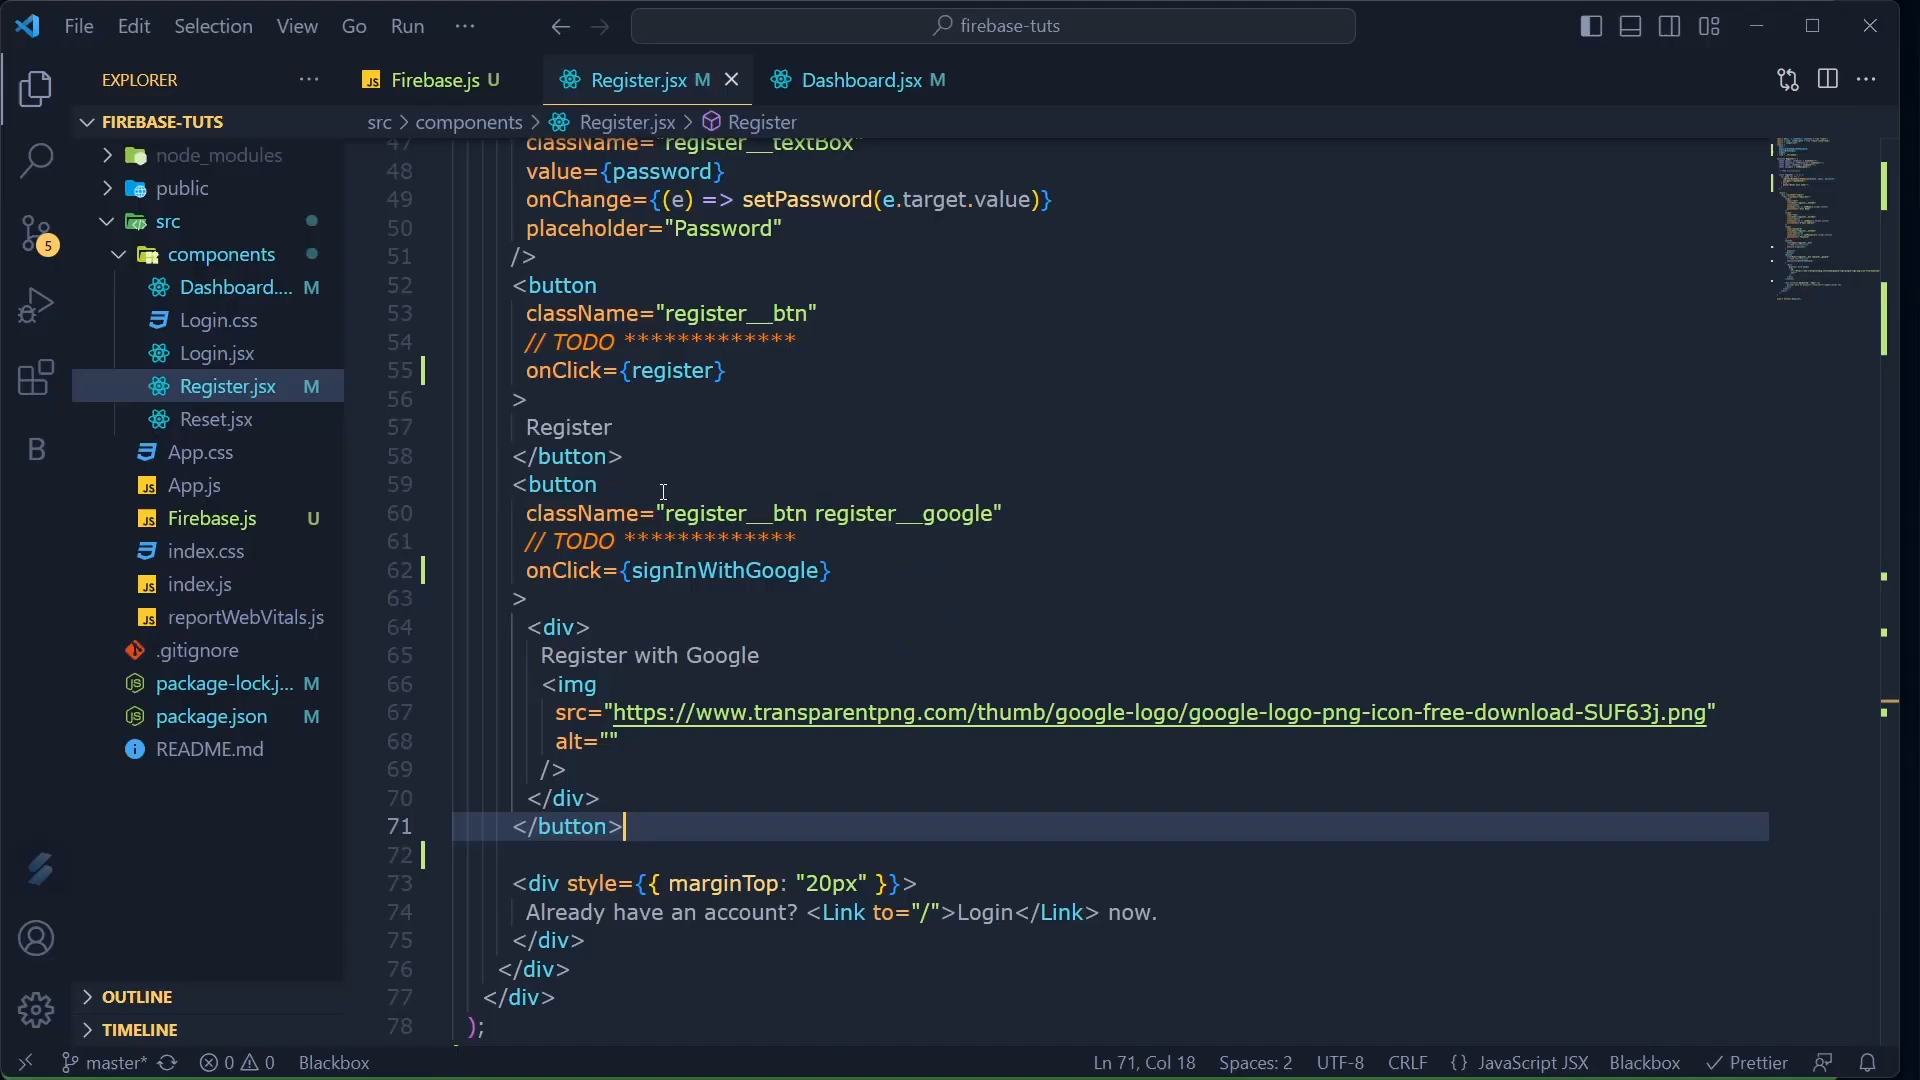 File Edit Selection View Go Run ··· firebase-tuts
EXPLORER ···
Firebase.js U
Register.jsx M
Dashboard.jsx M
FIREBASE-TUTS
src > components > Register.jsx > Register
node_modules
public
src
components
Dashboard.... M
Login.css
Login.jsx
Register.jsx M
Reset.jsx
App.css
App.js
Firebase.js U
index.css
index.js
reportWebVitals.js
.gitignore
package-lock.j... M
package.json M
README.md
OUTLINE
TIMELINE
5
B
47 className="register__textBox"
48 value={password}
49 onChange={(e) => setPassword(e.target.value)}
50 placeholder="Password"
51 />
52 <button
53 className="register__btn"
54 // TODO *************
55 onClick={register}
56 >
57 Register
58 </button>
59 <button
60 className="register__btn register__google"
61 // TODO *************
62 onClick={signInWithGoogle}
63 >
64 <div>
65 Register with Google
66 <img
67 src="https://www.transparentpng.com/thumb/google-logo/google-logo-png-icon-free-download-SUF63j.png"
68 alt=""
69 />
70 </div>
71 </button>
72
73 <div style={{ marginTop: "20px" }}>
74 Already have an account? <Link to="/">Login</Link> now.
75 </div>
76 </div>
77 </div>
78 );
master* 0 0 Blackbox Ln 71, Col 18 Spaces: 2 UTF-8 CRLF {} JavaScript JSX Blackbox Prettier